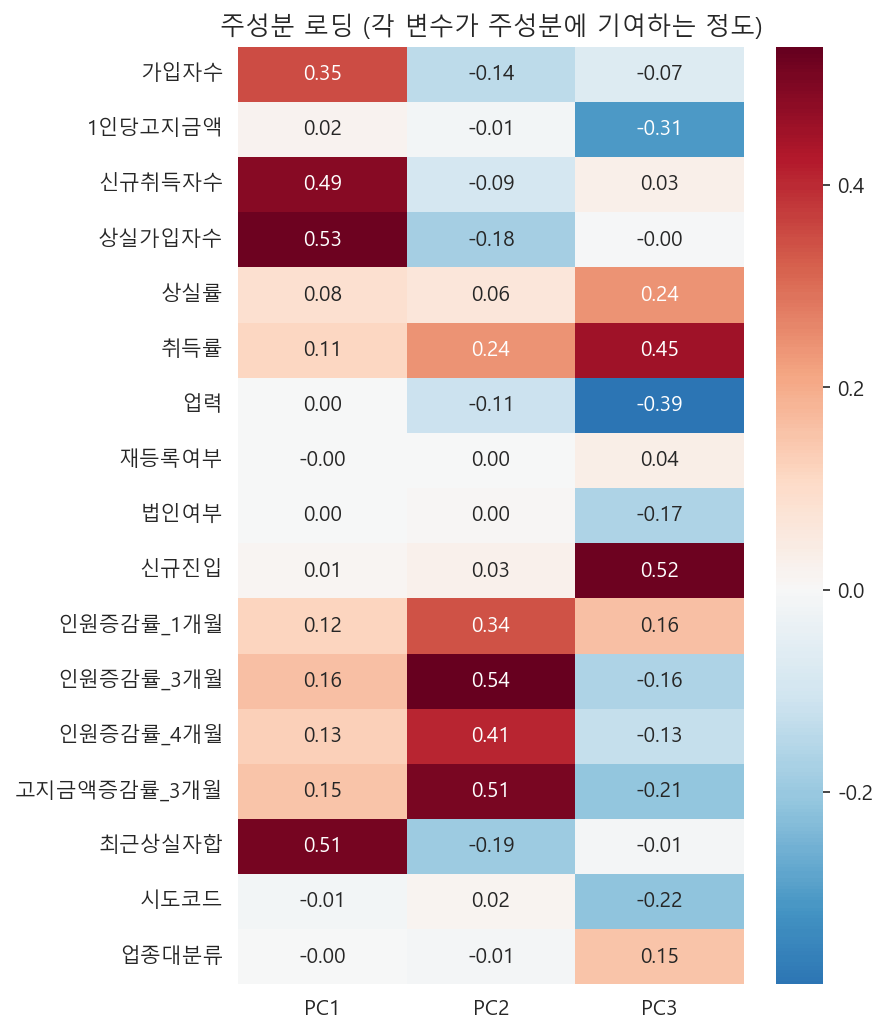 주성분 로딩 (각 변수가 주성분에 기여하는 정도)
가입자수 0.35 -0.14 -0.07
1인당고지금액 0.02 -0.01 -0.31
신규취득자수 0.49 -0.09 0.03
상실가입자수 0.53 -0.18 -0.00
상실률 0.08 0.06 0.24
취득률 0.11 0.24 0.45
업력 0.00 -0.11 -0.39
재등록여부 -0.00 0.00 0.04
법인여부 0.00 0.00 -0.17
신규진입 0.01 0.03 0.52
인원증감률_1개월 0.12 0.34 0.16
인원증감률_3개월 0.16 0.54 -0.16
인원증감률_4개월 0.13 0.41 -0.13
고지금액증감률_3개월 0.15 0.51 -0.21
최근상실자합 0.51 -0.19 -0.01
시도코드 -0.01 0.02 -0.22
업종대분류 -0.00 -0.01 0.15
PC1 PC2 PC3
0.4
0.2
0.0
-0.2